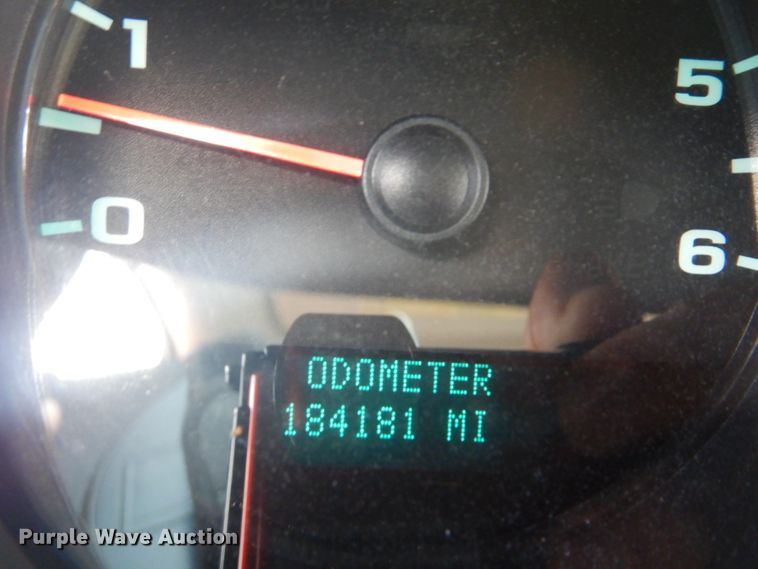 1
5
0
6
ODOMETER
184181 MI
Purple Wave Auction